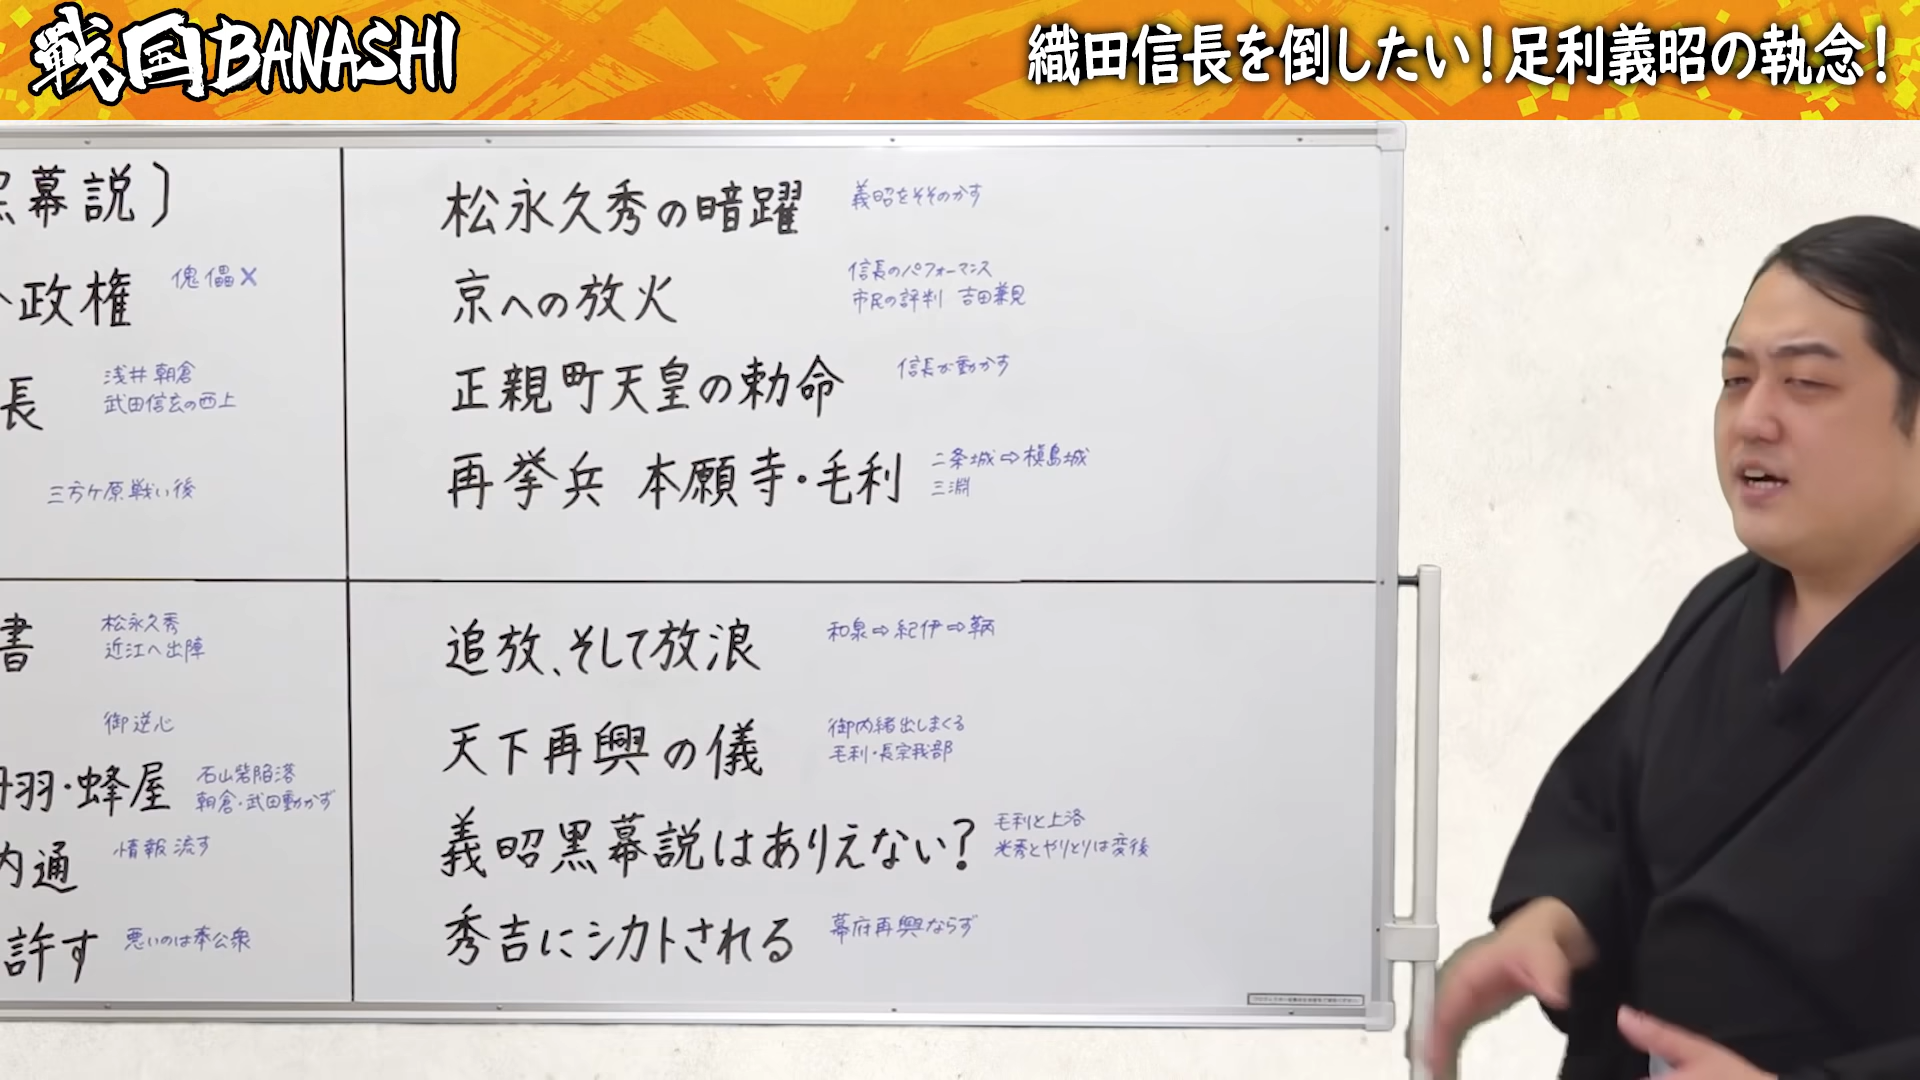 戦国BANASHI
織田信長を倒したい！足利義昭の執念！
黒幕説）
政権 傀儡×
長 浅井朝倉
武田信玄の西上
三方ケ原戦い後
松永久秀の暗躍 義昭をそそのかす
京への放火 信長のパフォーマンス
市民の評判 吉田兼見
正親町天皇の勅命 信長が動かす
再挙兵 本願寺・毛利 二条城⇨槙島城
三淵
書 松永久秀
近江へ出陣
御逆心
丹羽・蜂屋 石山砦陥落
朝倉・武田動かず
内通 情報流す
許す 悪いのは奉公衆
追放、そして放浪 和泉⇨紀伊⇨鞆
天下再興の儀 御内緒出しまくる
毛利・長宗我部
義昭黒幕説はありえない？ 毛利と上洛
光秀とやりとりは変後
秀吉にシカトされる 幕府再興ならず